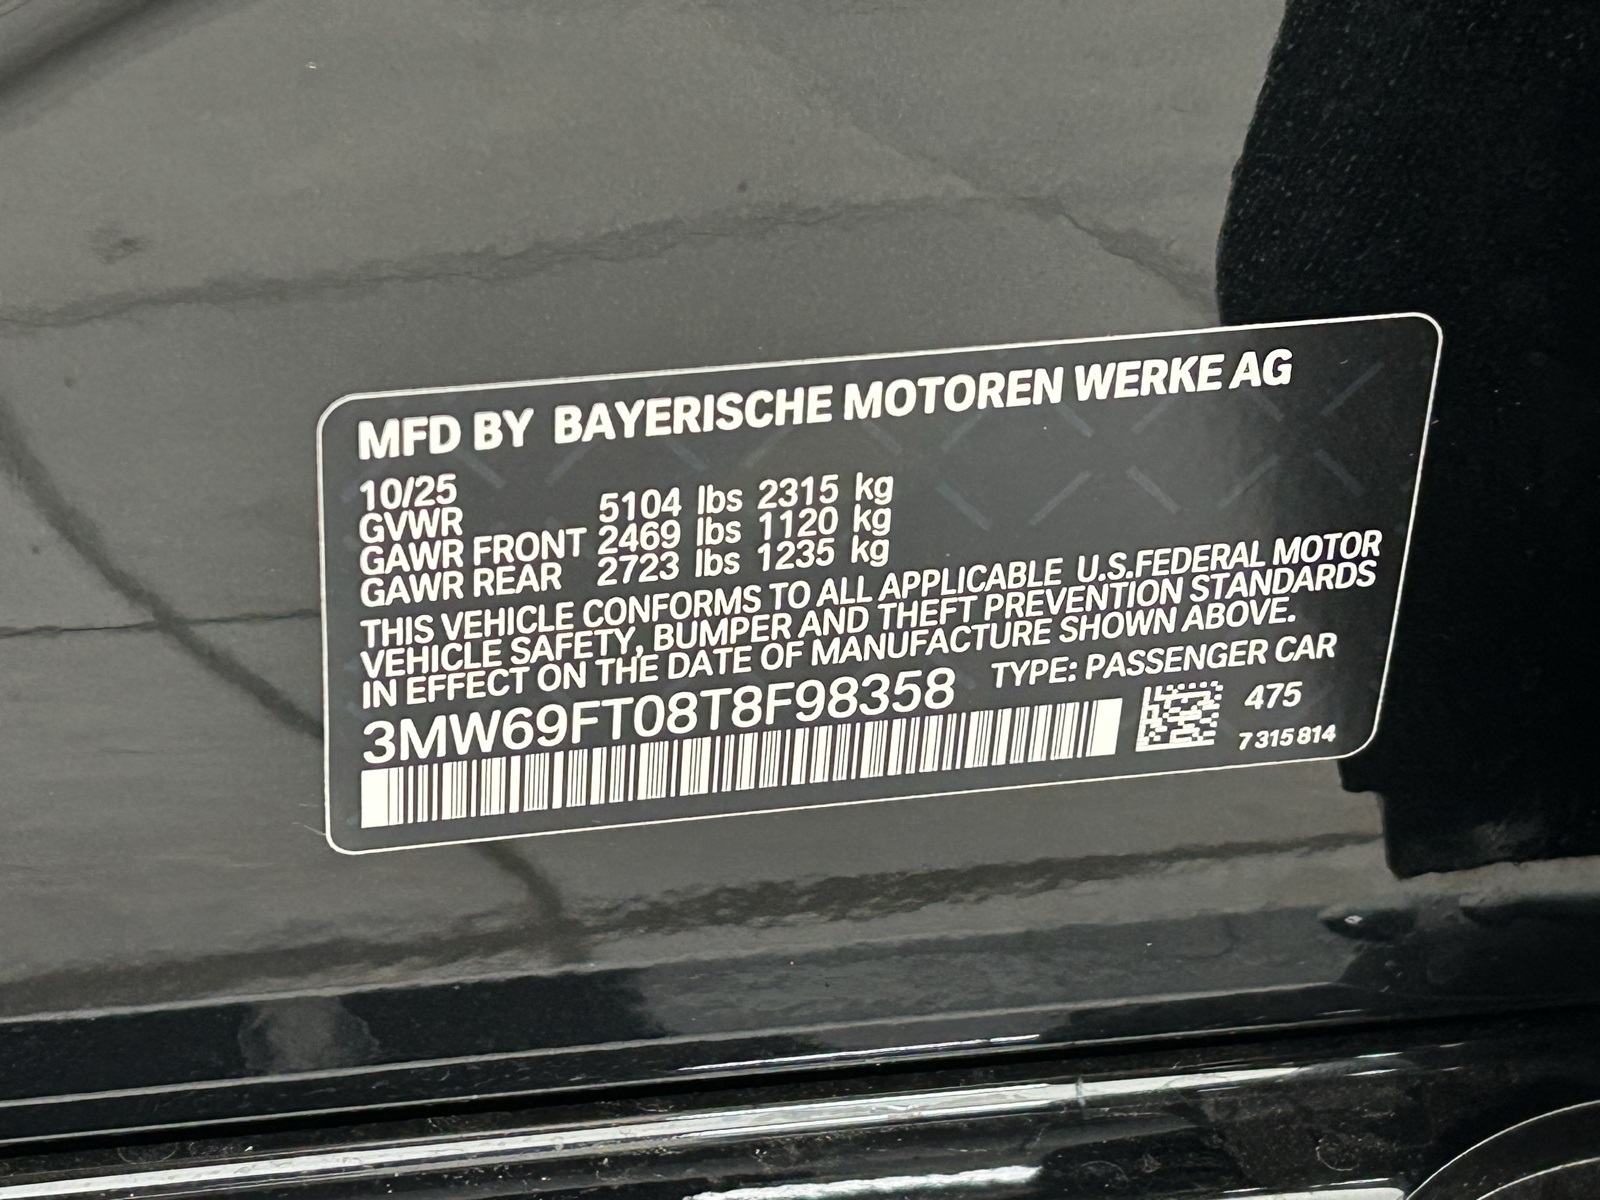 MFD BY BAYERISCHE MOTOREN WERKE AG
10/25
GVWR 5104 lbs 2315 kg
GAWR FRONT 2469 lbs 1120 kg
GAWR REAR 2723 lbs 1235 kg
THIS VEHICLE CONFORMS TO ALL APPLICABLE U.S.FEDERAL MOTOR
VEHICLE SAFETY, BUMPER AND THEFT PREVENTION STANDARDS
IN EFFECT ON THE DATE OF MANUFACTURE SHOWN ABOVE.
3MW69FT08T8F98358 TYPE: PASSENGER CAR
475
7 315 814